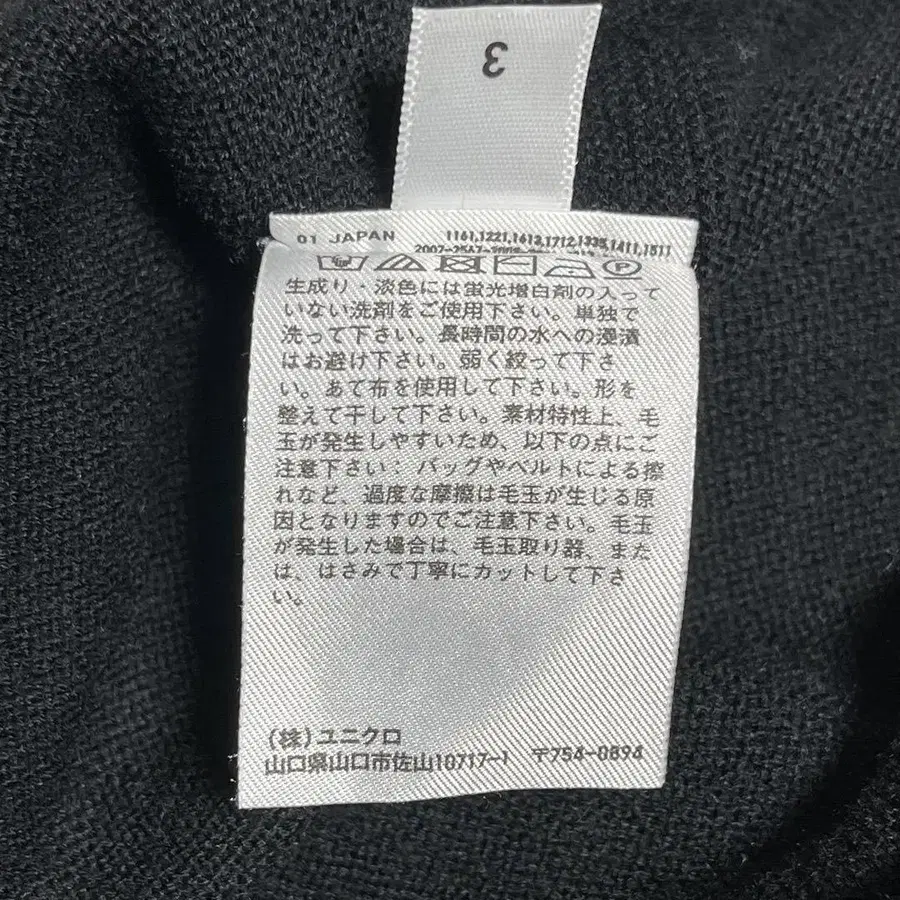 3
01 JAPAN
1161,1221,1613,1712,1335,1411,1511
生成り・淡色には蛍光増白剤の入って
いない洗剤をご使用下さい。単独で
洗って下さい。長時間の水への浸漬
はお避け下さい。弱く絞って下さ
い。あて布を使用して下さい。形を
整えて干して下さい。素材特性上、毛
玉が発生しやすいため、以下の点にご
注意下さい：バッグやベルトによる擦
れなど、過度な摩擦は毛玉が生じる原
因となりますのでご注意下さい。毛玉
が発生した場合は、毛玉取り器、また
は、はさみで丁寧にカットして下さ
い。
(株)ユニクロ
山口県山口市佐山10717-1 〒754-0894